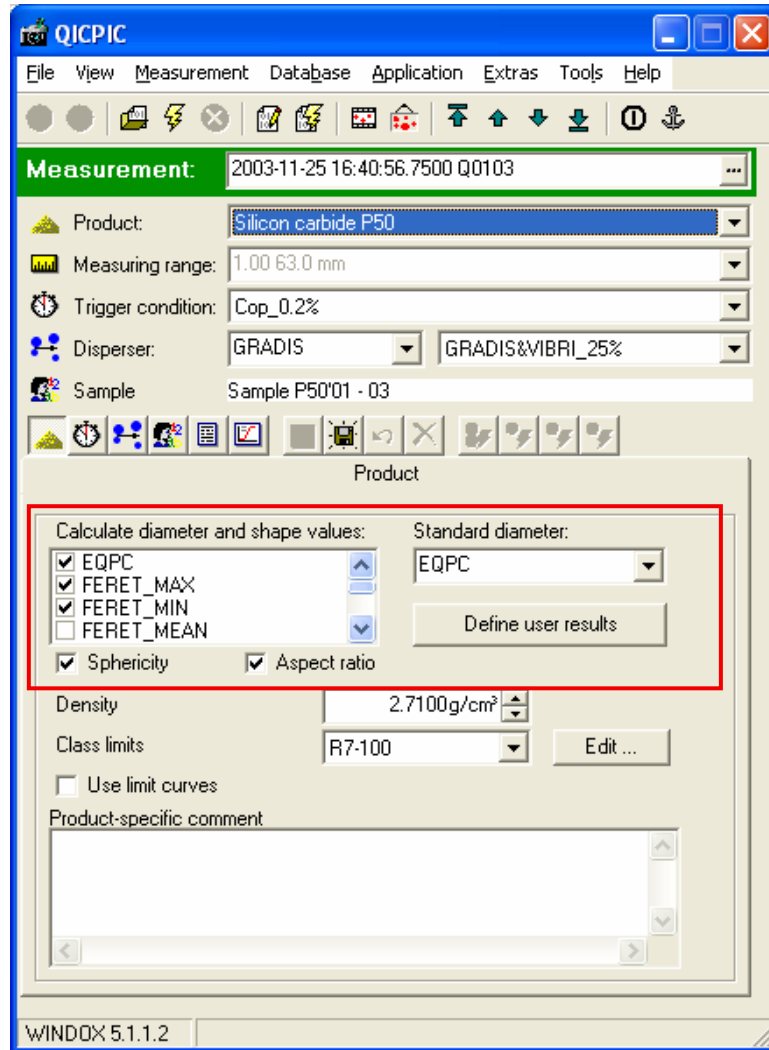 QICPIC
File View Measurement Database Application Extras Tools Help
Measurement: 2003-11-25 16:40:56.7500 Q0103 ...
Product: Silicon carbide P50
Measuring range: 1.00 63.0 mm
Trigger condition: Cop_0.2%
Disperser: GRADIS GRADIS&VIBRI_25%
Sample Sample P50'01 - 03
Product
Calculate diameter and shape values: Standard diameter:
EQPC EQPC
FERET_MAX
FERET_MIN Define user results
FERET_MEAN
Sphericity Aspect ratio
Density 2.7100g/cm³
Class limits R7-100 Edit ...
Use limit curves
Product-specific comment
WINDOX 5.1.1.2